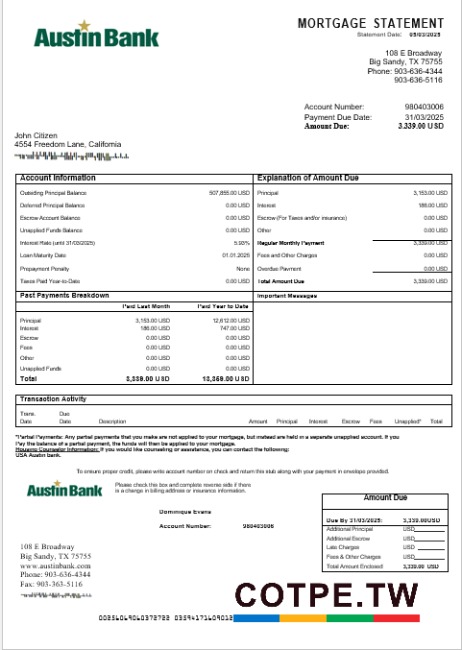 Austin Bank
MORTGAGE STATEMENT
Statement Date: 05/03/2025
108 E Broadway
Big Sandy, TX 75755
Phone: 903-636-4344
903-636-5116
Account Number: 980403006
Payment Due Date: 31/03/2025
Amount Due: 3,339.00 USD
John Citizen
4554 Freedom Lane, California
Account Information
Outsding Principal Balance 507,855.00 USD
Deferred Principal Balance 0.00 USD
Escrow Account Balance 0.00 USD
Unapplied Funds Balance 0.00 USD
Interest Rate (until 31/03/2025) 5.93%
Loan Maturity Date 01.01.2025
Prepayment Penalty None
Taxes Paid Year-to-Date 0.00 USD
Explanation of Amount Due
Principal 3,153.00 USD
Interest 186.00 USD
Escrow (For Taxes and/or insurance) 0.00 USD
Other 0.00 USD
Regular Monthly Payment 3,339.00 USD
Fees and Other Charges 0.00 USD
Overdue Payment 0.00 USD
Total Amount Due 3,339.00 USD
Past Payments Breakdown
Paid Last Month Paid Year to Date
Principal 3,153.00 USD 12,612.00 USD
Interest 186.00 USD 747.00 USD
Escrow 0.00 USD 0.00 USD
Fees 0.00 USD 0.00 USD
Other 0.00 USD 0.00 USD
Unapplied Funds 0.00 USD 0.00 USD
Total 3,339.00 USD 13,359.00 USD
Important Messages
Transaction Activity
Trans. Date Due Date Description Amount Principal Interest Escrow Fees Unapplied* Total
*Partial Payments: Any partial payments that you make are not applied to your mortgage, but instead are held in a separate unapplied account. If you
Pay the balance of a partial payment, the funds will then be applied to your mortgage.
Housing Counselor Information: If you would like counseling or assistance, you can contact the following:
USA Austin bank.
To ensure proper credit, please write account number on check and return this stub along with your payment in envelope provided.
Austin Bank
Please check this box and complete reverse side if there
is a change in billing address or insurance information.
Dominique Evans
Account Number: 980403006
Amount Due
Due By 31/03/2025: 3,339.00USD
Additional Principal USD
Additional Escrow USD
Late Charges USD
Fees & Other Charges USD
Total Amount Enclosed 3,339.00 USD
108 E Broadway
Big Sandy, TX 75755
www.austinbank.com
Phone: 903-636-4344
Fax: 903-363-5116
COTPE.TW